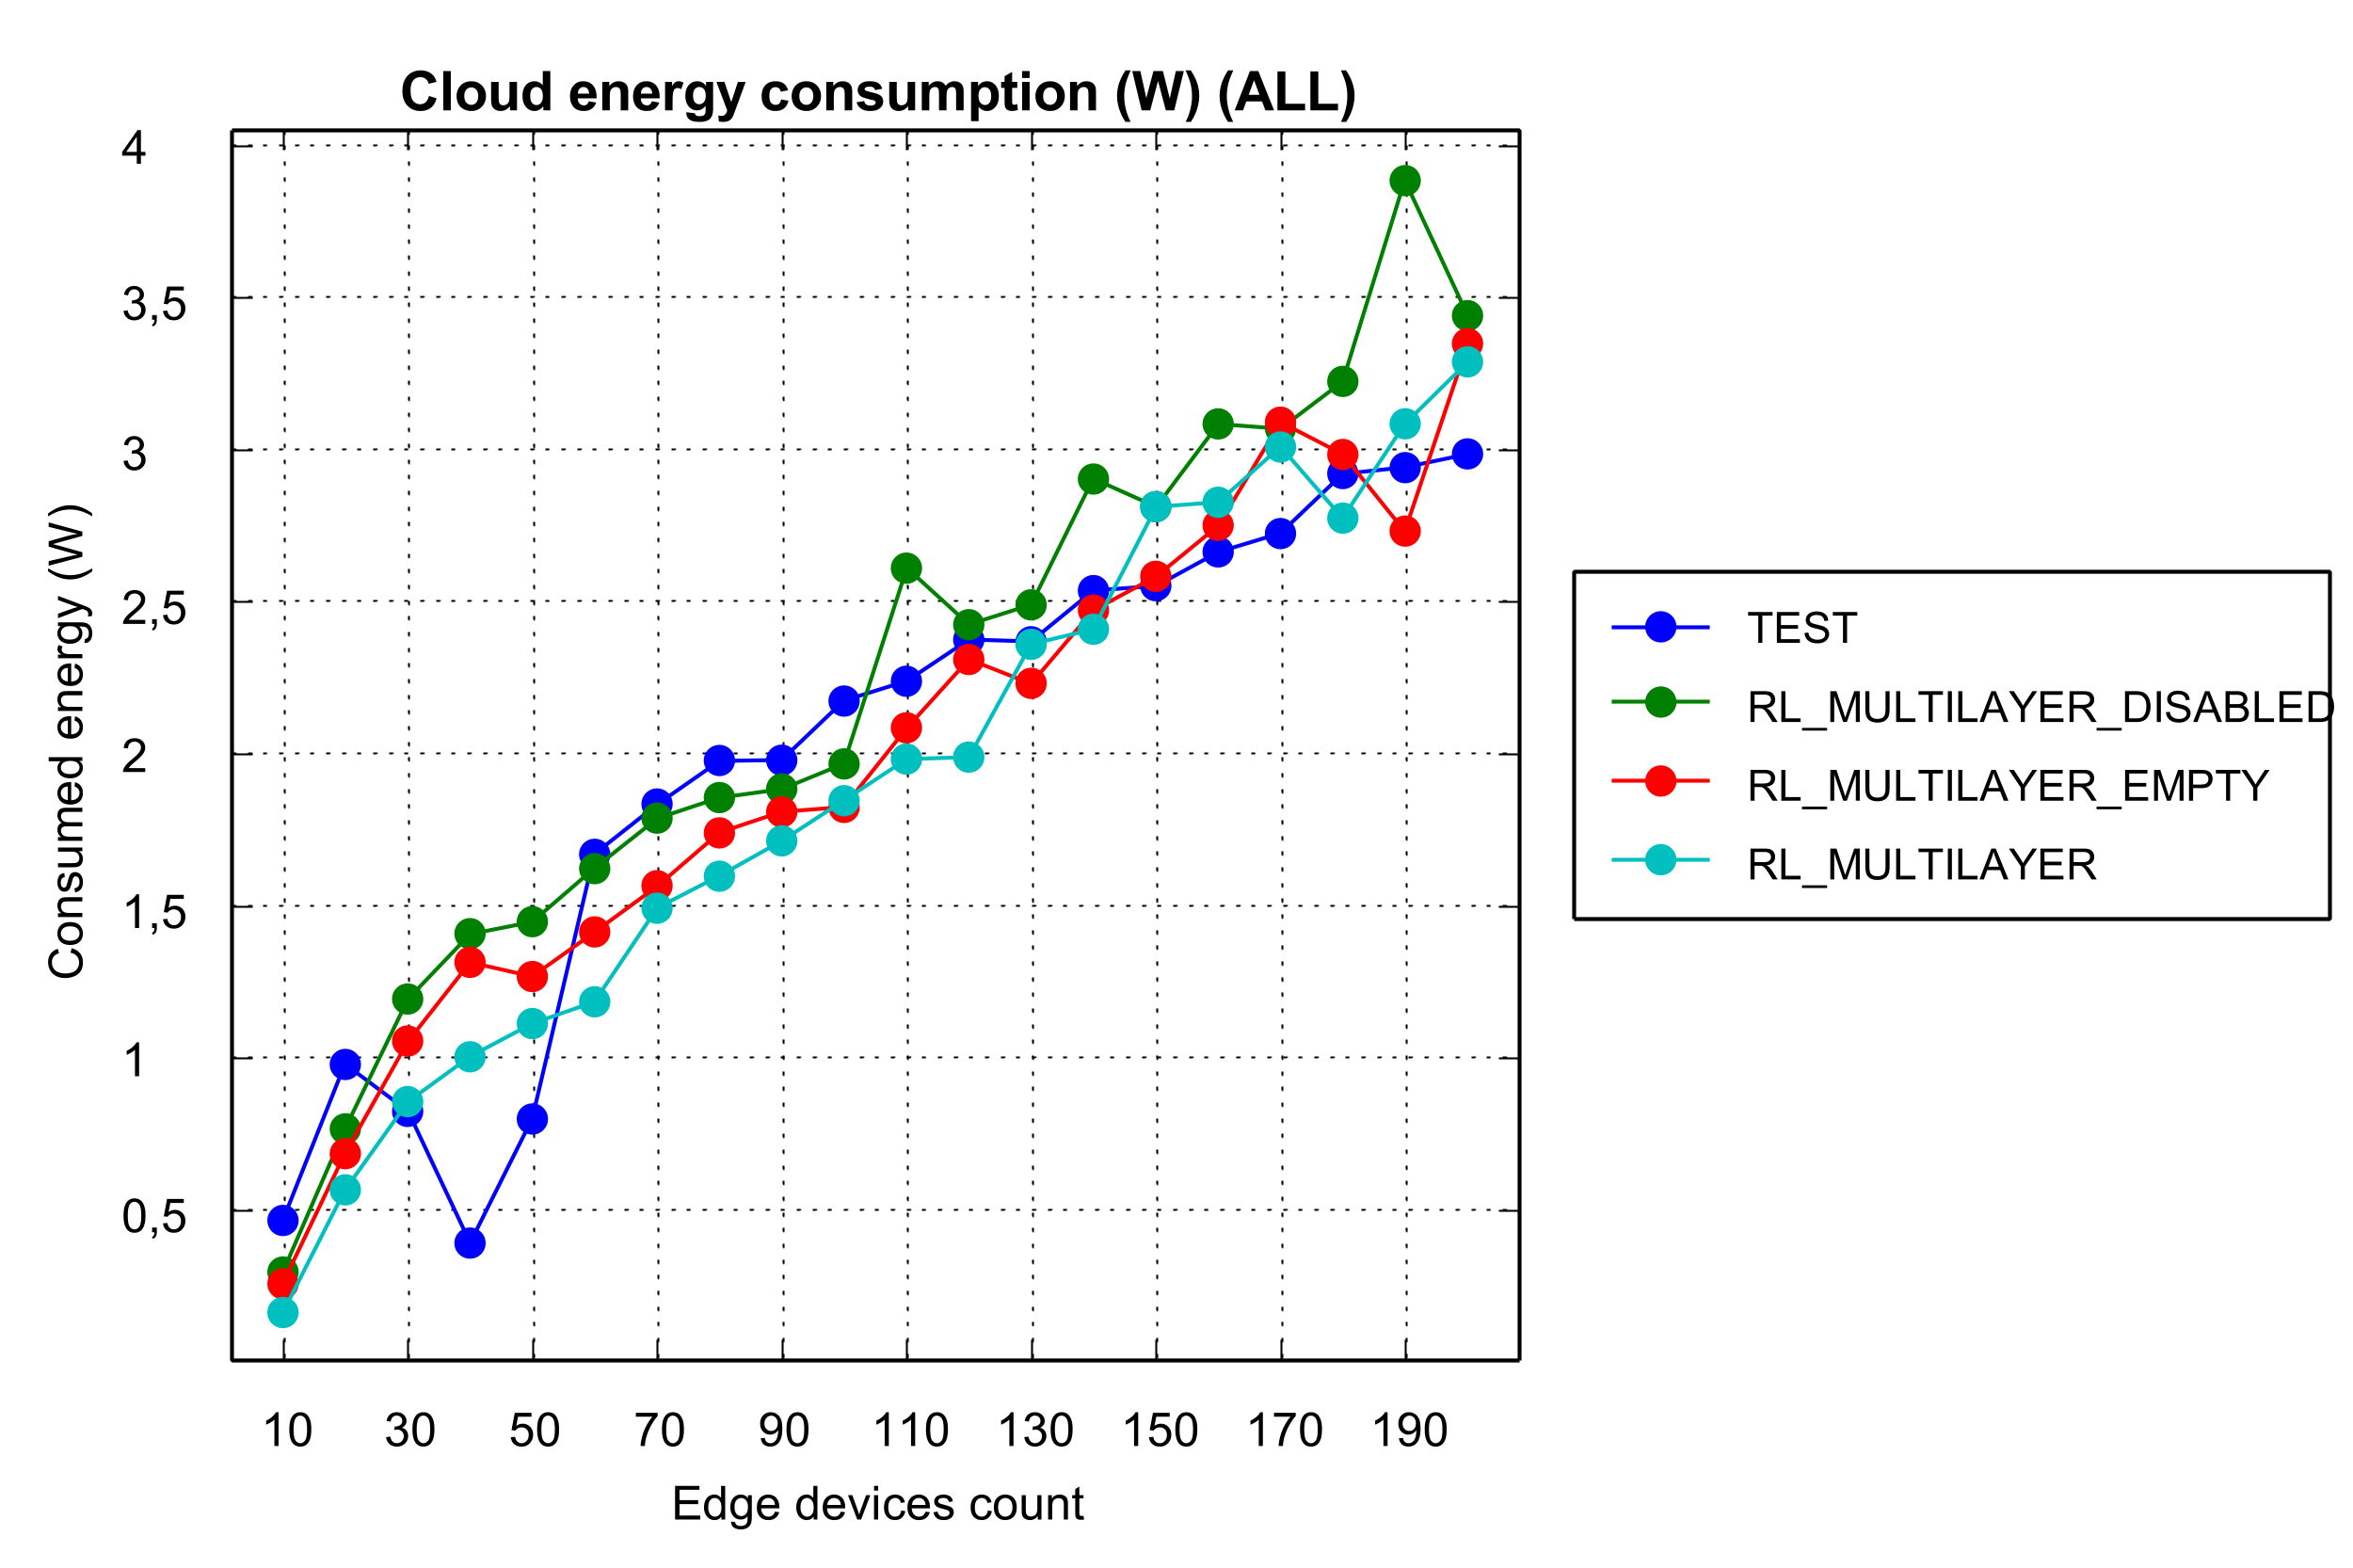 Cloud energy consumption (W) (ALL)
4
3,5
3
2,5
2
1,5
1
0,5
Consumed energy (W)
10 30 50 70 90 110 130 150 170 190
Edge devices count
TEST
RL_MULTILAYER_DISABLED
RL_MULTILAYER_EMPTY
RL_MULTILAYER